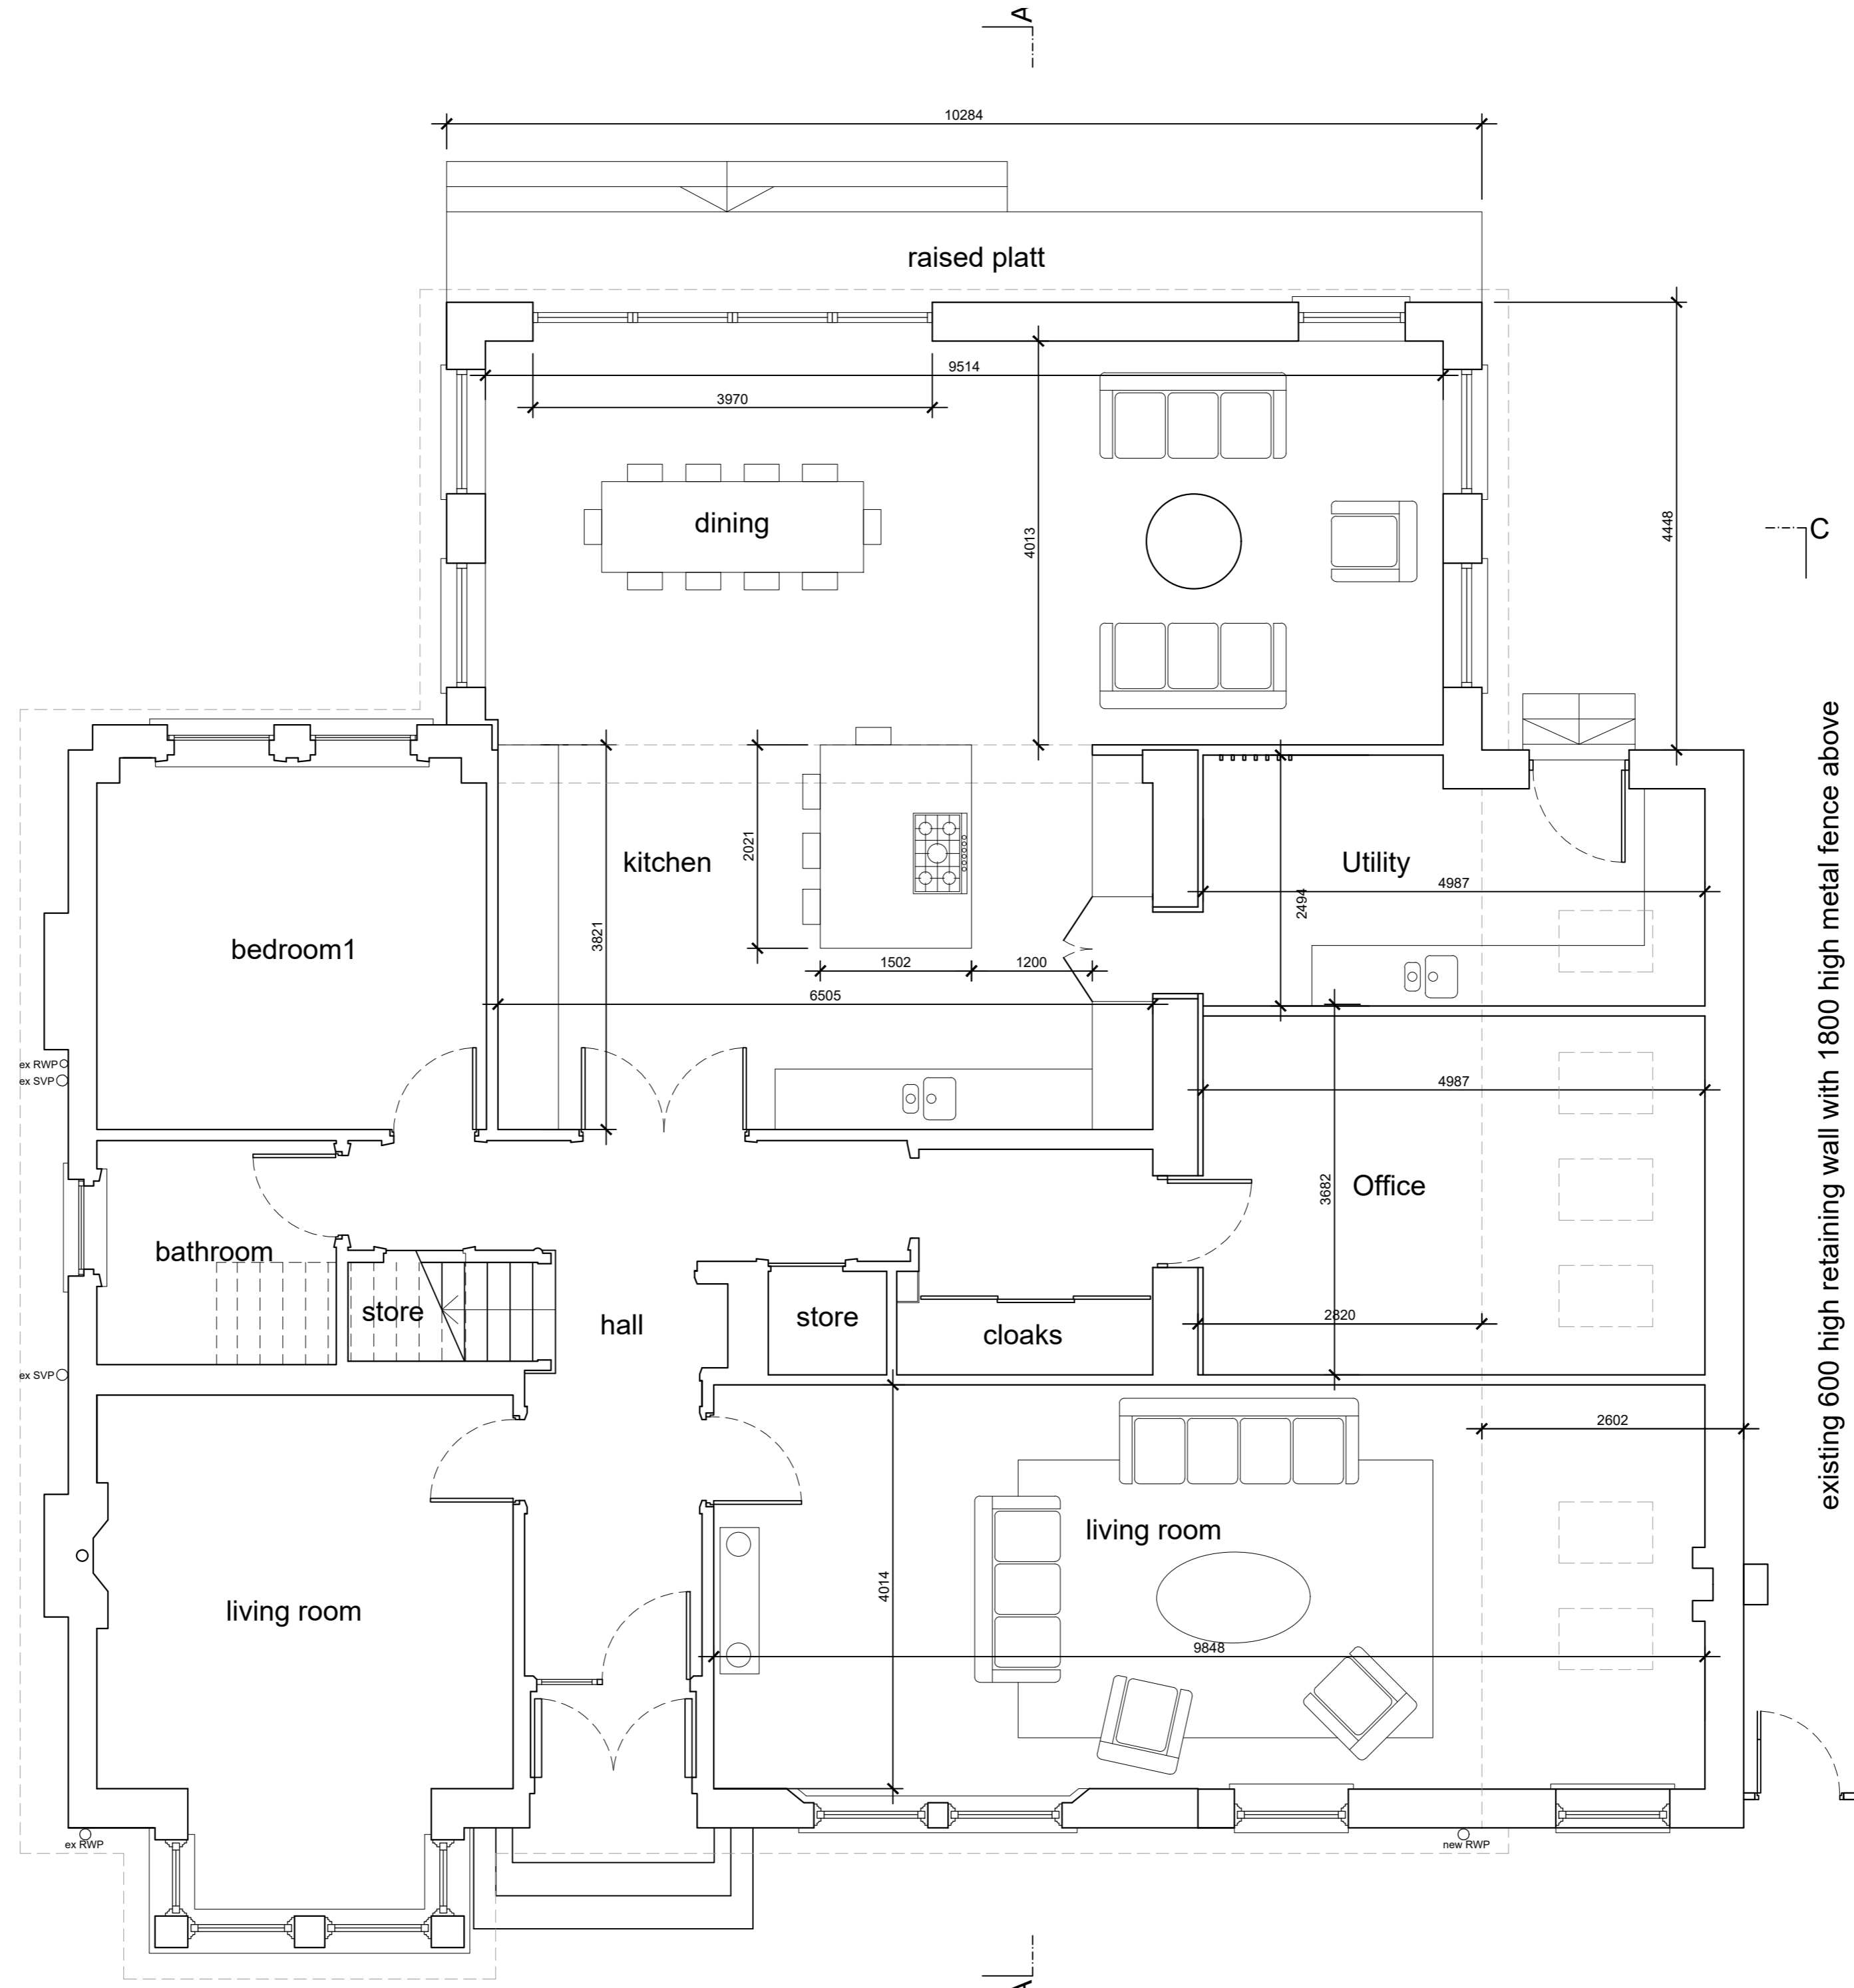 A
10284
raised platt
9514
3970
dining
4013
4448
C
kitchen
2021
Utility
4987
2494
bedroom1
3821
1502
1200
6505
existing 600 high retaining wall with 1800 high metal fence above
ex RWP
ex SVP
4987
3682
Office
bathroom
store
hall
store
cloaks
2820
ex SVP
2602
living room
4014
living room
9848
ex RWP
new RWP
A